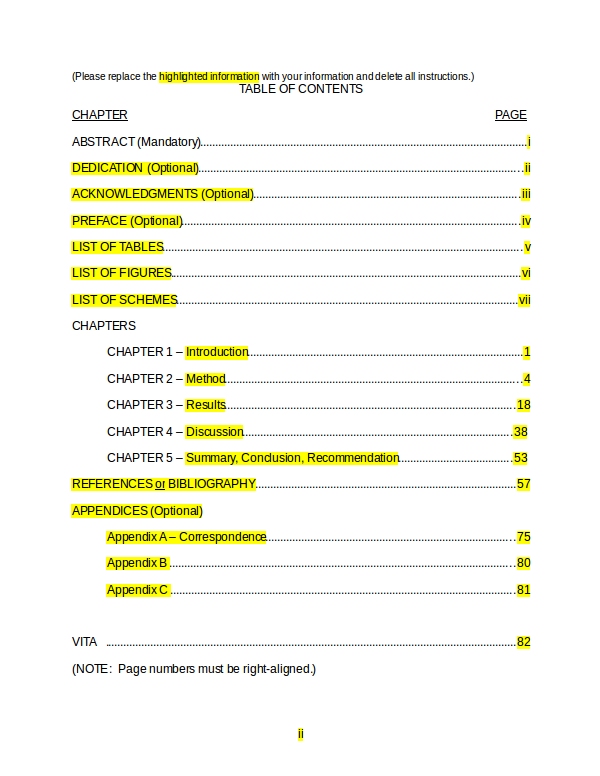 (Please replace the highlighted information with your information and delete all instructions.)
TABLE OF CONTENTS
CHAPTER PAGE
ABSTRACT (Mandatory) i
DEDICATION (Optional) ii
ACKNOWLEDGMENTS (Optional) iii
PREFACE (Optional) iv
LIST OF TABLES v
LIST OF FIGURES vi
LIST OF SCHEMES vii
CHAPTERS
CHAPTER 1 – Introduction 1
CHAPTER 2 – Method 4
CHAPTER 3 – Results 18
CHAPTER 4 – Discussion 38
CHAPTER 5 – Summary, Conclusion, Recommendation 53
REFERENCES or BIBLIOGRAPHY 57
APPENDICES (Optional)
Appendix A – Correspondence 75
Appendix B 80
Appendix C 81
VITA 82
(NOTE: Page numbers must be right-aligned.)
ii